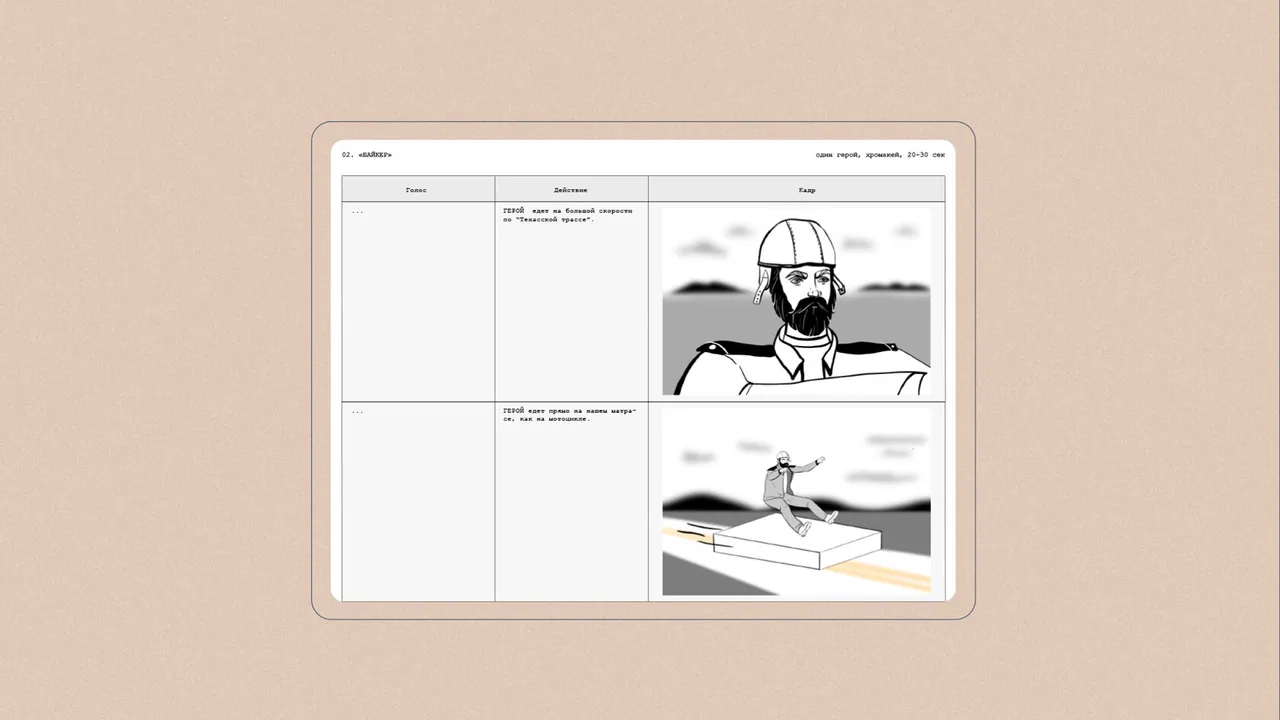 02. «БАЙКЕР»
один герой, хромакей, 20-30 сек
Голос
Действие
Кадр
...
ГЕРОЙ едет на большой скорости
по "Техасской трассе".
...
ГЕРОЙ едет прямо на нашем матра-
се, как на мотоцикле.